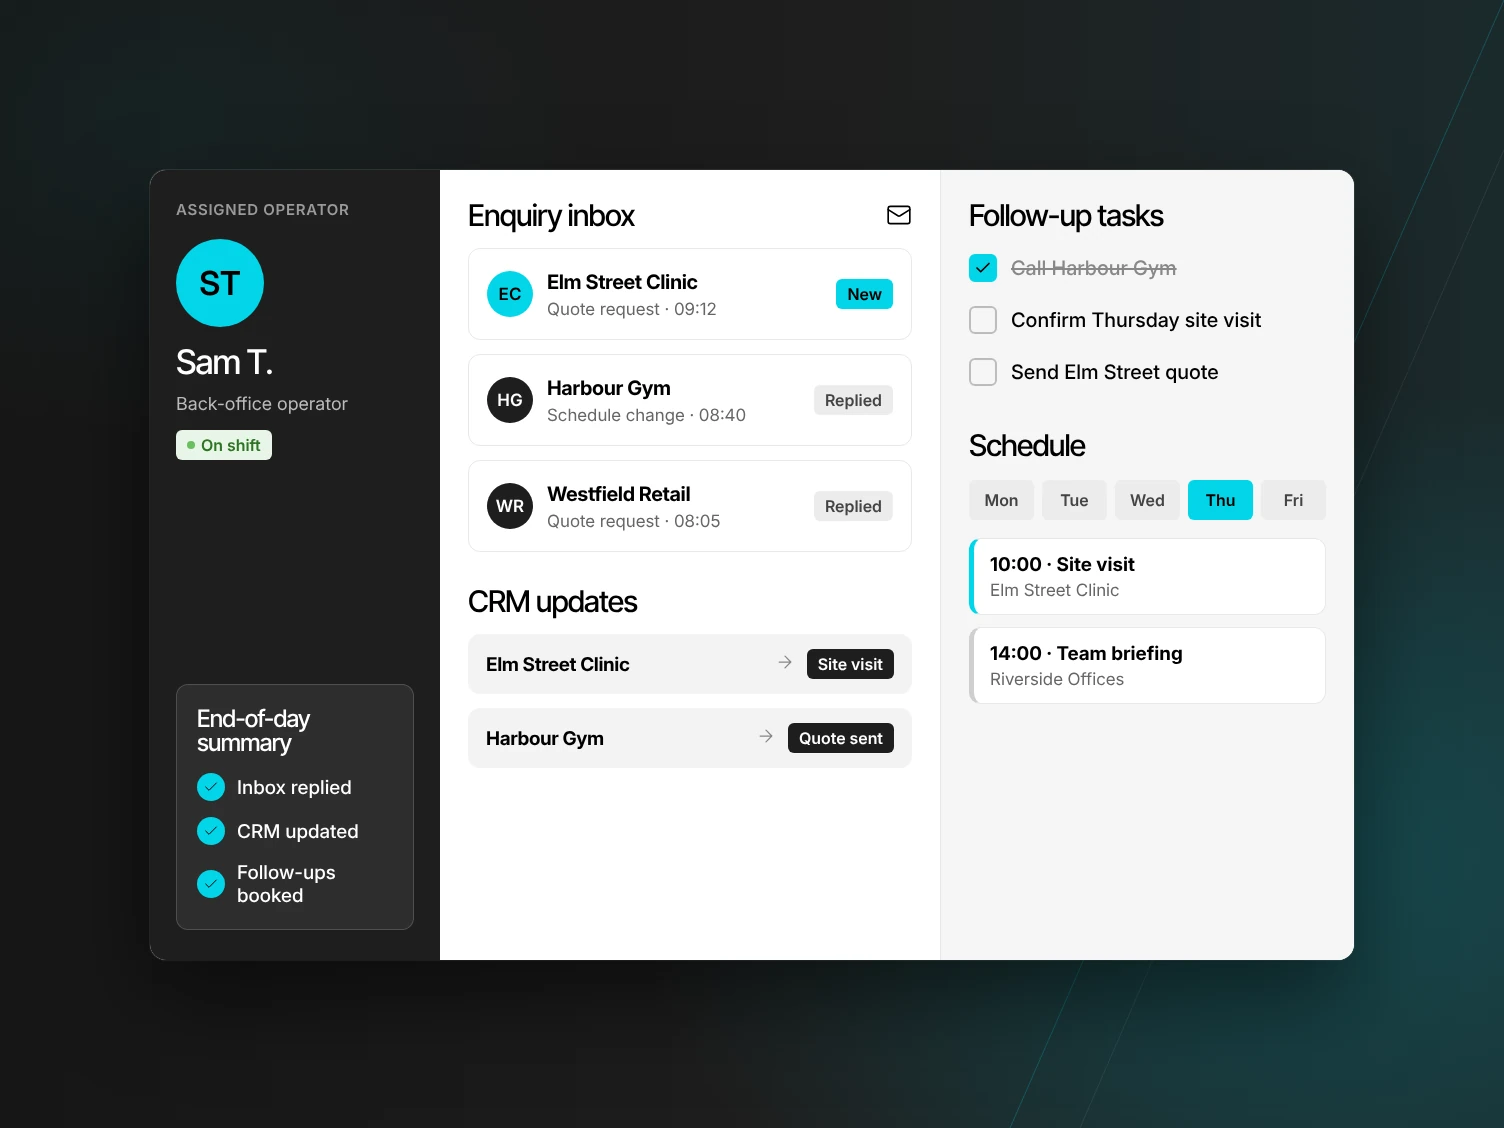 ASSIGNED OPERATOR
ST
Sam T.
Back-office operator
On shift
End-of-day
summary
Inbox replied
CRM updated
Follow-ups
booked
Enquiry inbox
EC
Elm Street Clinic
Quote request · 09:12
New
HG
Harbour Gym
Schedule change · 08:40
Replied
WR
Westfield Retail
Quote request · 08:05
Replied
CRM updates
Elm Street Clinic → Site visit
Harbour Gym → Quote sent
Follow-up tasks
Call Harbour Gym
Confirm Thursday site visit
Send Elm Street quote
Schedule
Mon Tue Wed Thu Fri
10:00 · Site visit
Elm Street Clinic
14:00 · Team briefing
Riverside Offices